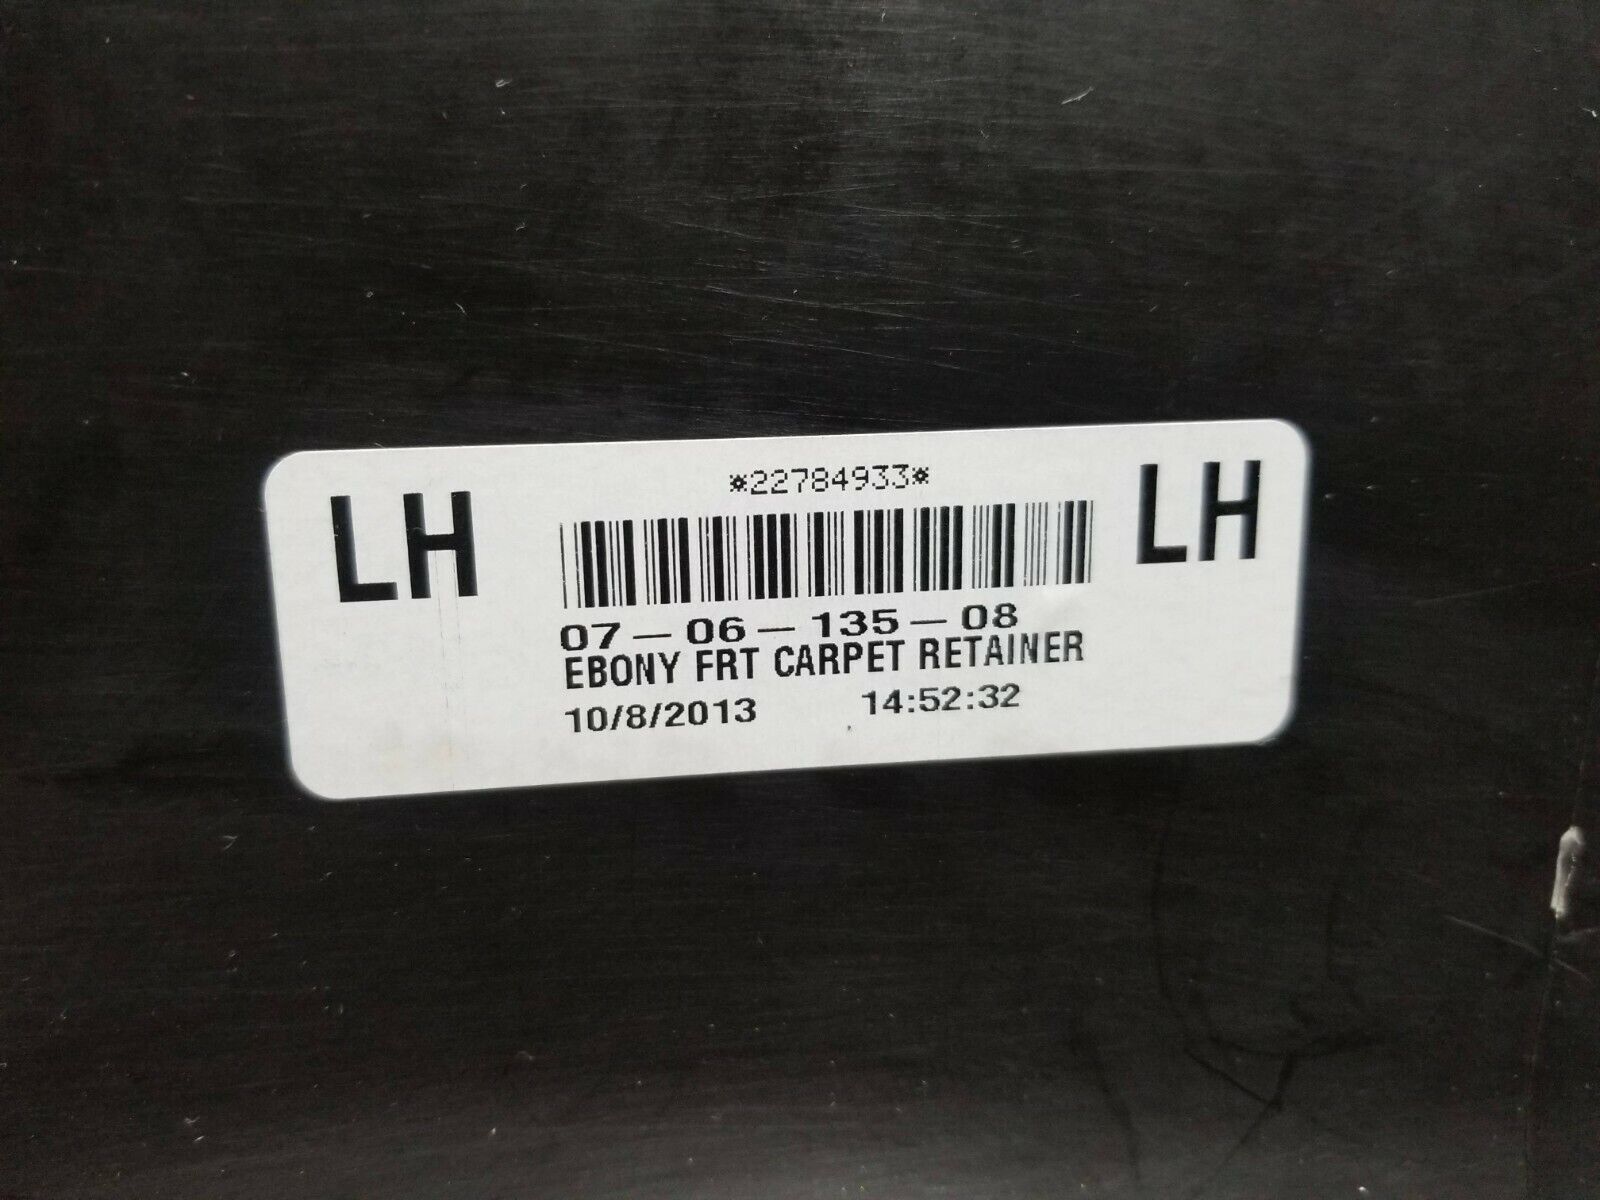 LH
*22784933*
LH
07-06-135-08
EBONY FRT CARPET RETAINER
10/8/2013 14:52:32